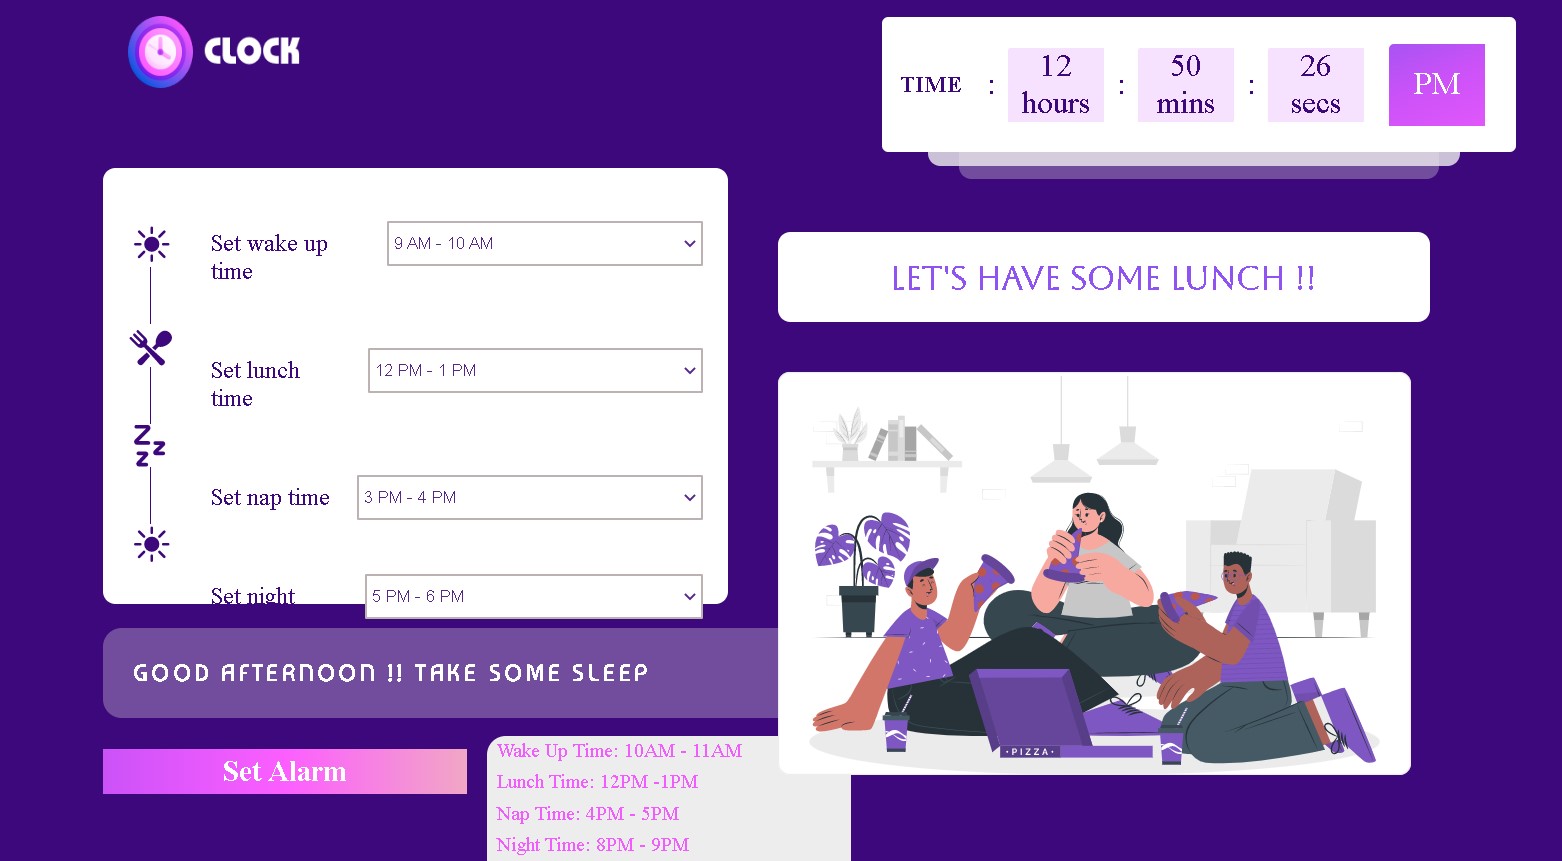 CLOCK
TIME : 12 : 50 : 26 PM
hours mins secs
Set wake up
time
9 AM - 10 AM
Set lunch
time
12 PM - 1 PM
Set nap time
3 PM - 4 PM
Set night
5 PM - 6 PM
LET'S HAVE SOME LUNCH !!
·PIZZA·
GOOD AFTERNOON !! TAKE SOME SLEEP
Set Alarm
Wake Up Time: 10AM - 11AM
Lunch Time: 12PM -1PM
Nap Time: 4PM - 5PM
Night Time: 8PM - 9PM